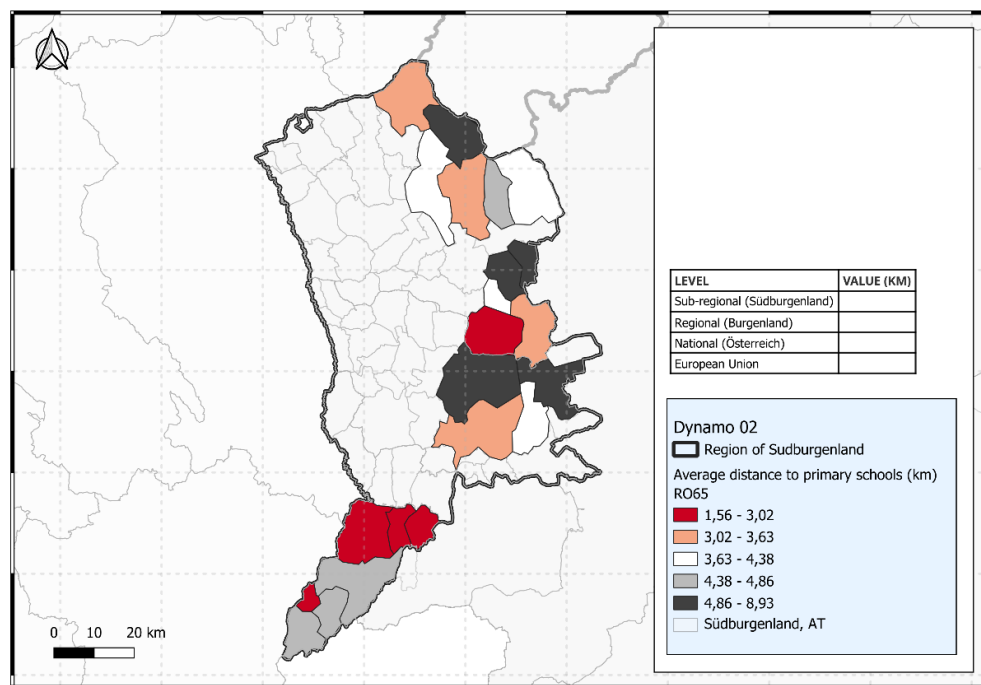 LEVEL VALUE (KM)
Sub-regional (Südburgenland)
Regional (Burgenland)
National (Österreich)
European Union
Dynamo 02
Region of Sudburgenland
Average distance to primary schools (km)
RO65
1,56 - 3,02
3,02 - 3,63
3,63 - 4,38
4,38 - 4,86
4,86 - 8,93
Südburgenland, AT
0 10 20 km